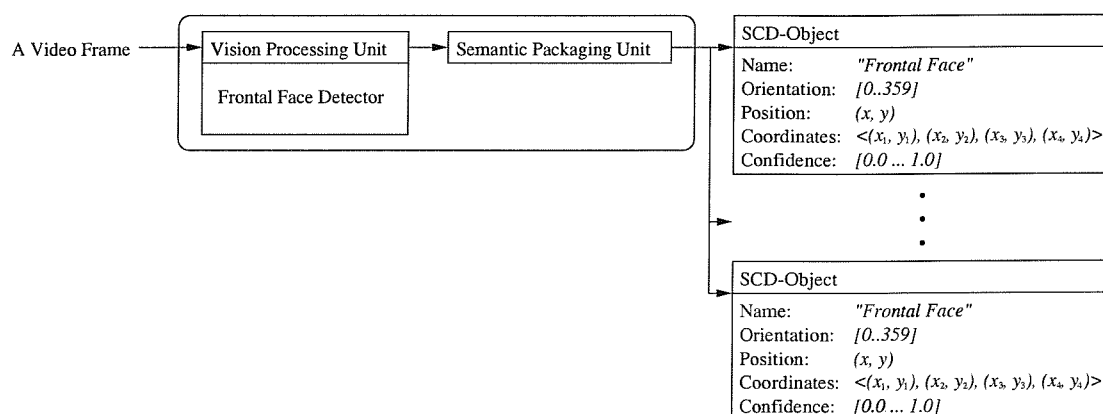 A Video Frame
Vision Processing Unit
Frontal Face Detector
Semantic Packaging Unit
SCD-Object
Name: "Frontal Face"
Orientation: [0..359]
Position: (x, y)
Coordinates: <(x₁, y₁), (x₂, y₂), (x₃, y₃), (x₄, y₄)>
Confidence: [0.0 ... 1.0]
SCD-Object
Name: "Frontal Face"
Orientation: [0..359]
Position: (x, y)
Coordinates: <(x₁, y₁), (x₂, y₂), (x₃, y₃), (x₄, y₄)>
Confidence: [0.0 ... 1.0]